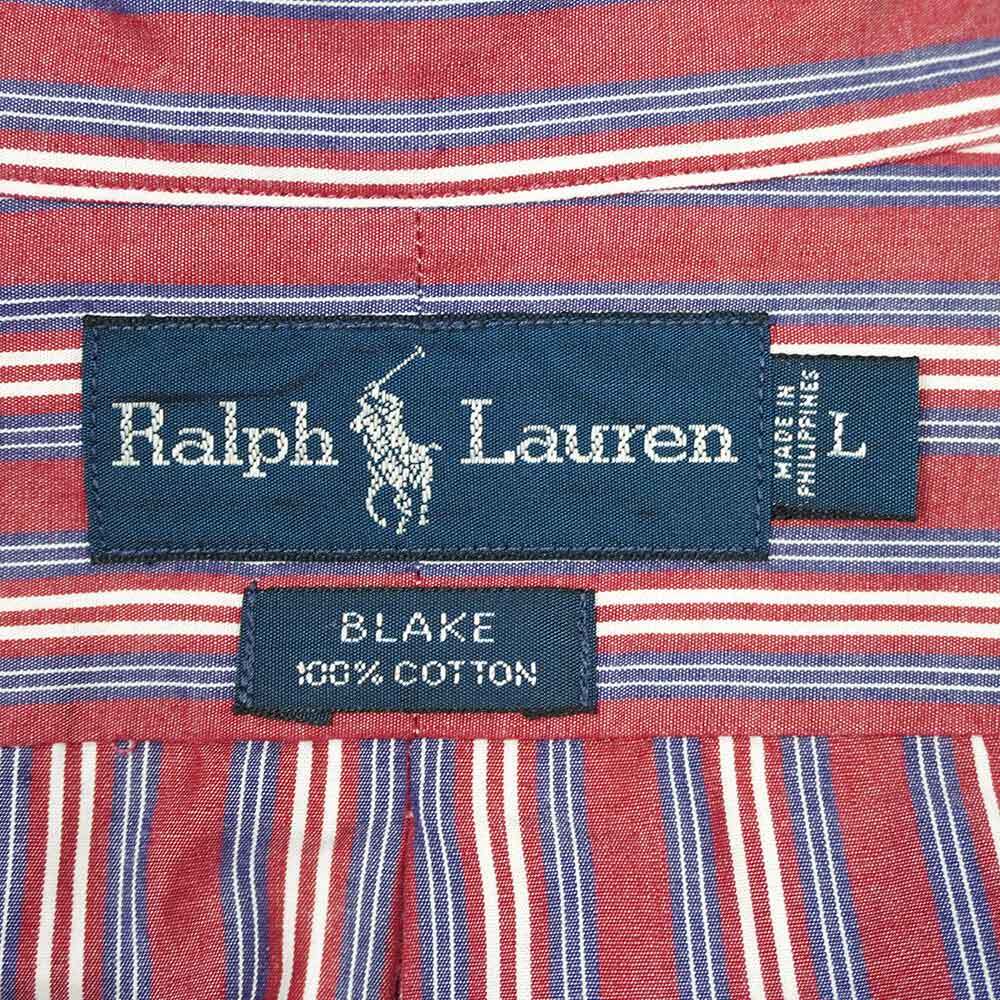 Ralph Lauren
MADE IN
PHILIPPINES
L
BLAKE
100% COTTON